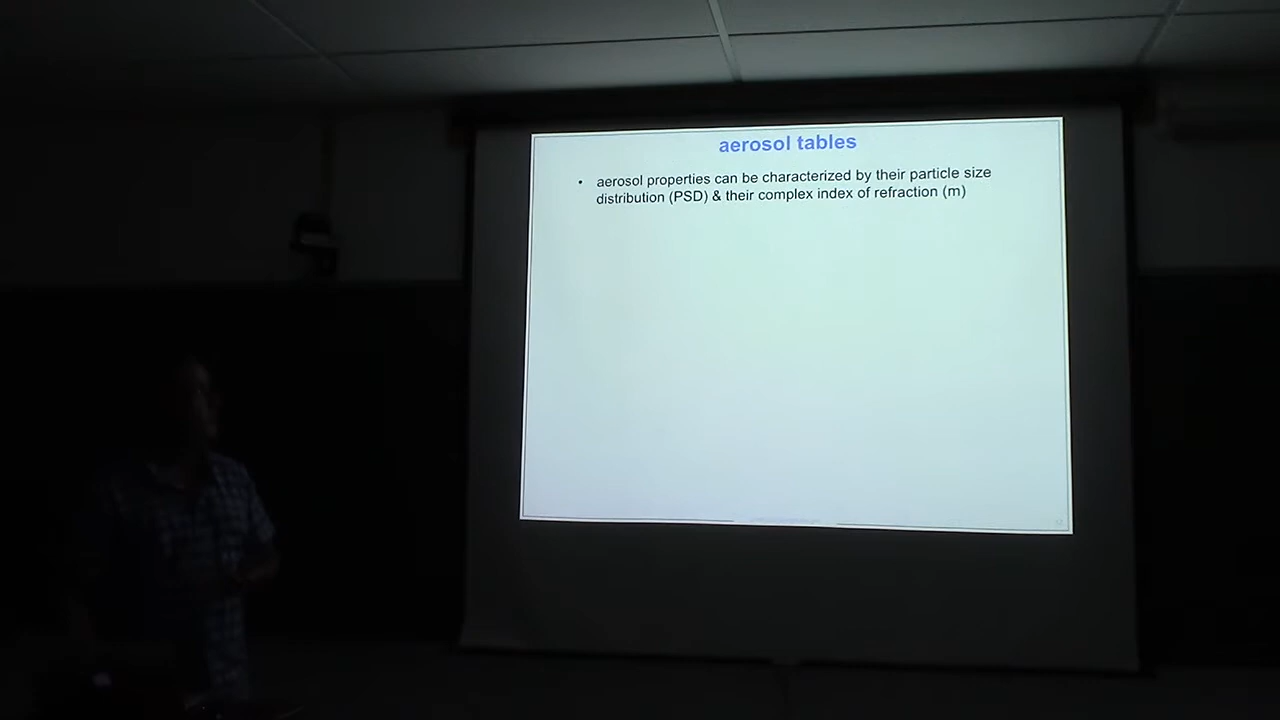 aerosol tables
• aerosol properties can be characterized by their particle size
distribution (PSD) & their complex index of refraction (m)